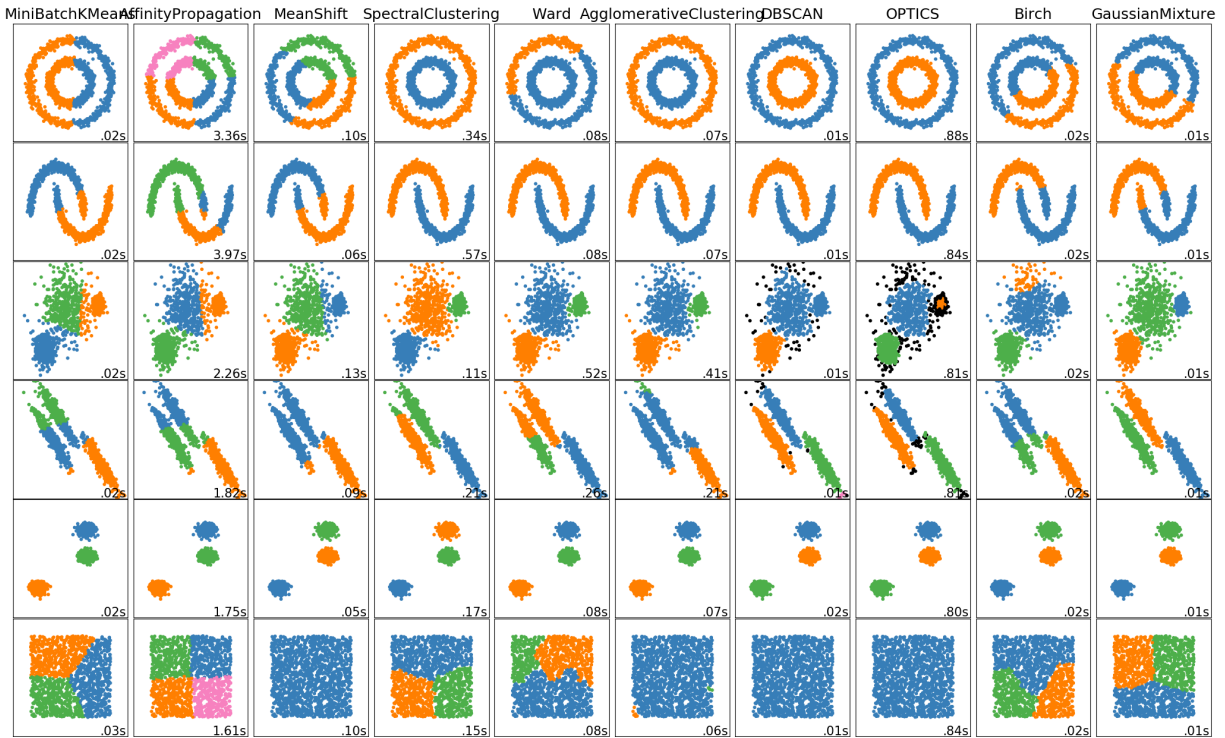 MiniBatchKMeans AffinityPropagation MeanShift SpectralClustering Ward AgglomerativeClustering DBSCAN OPTICS Birch GaussianMixture
.02s 3.36s .10s .34s .08s .07s .01s .88s .02s .01s
.02s 3.97s .06s .57s .08s .07s .01s .84s .02s .01s
.02s 2.26s .13s .11s .52s .41s .01s .81s .02s .01s
.02s 1.82s .09s .21s .26s .21s .01s .81s .02s .01s
.02s 1.75s .05s .17s .08s .07s .02s .80s .02s .01s
.03s 1.61s .10s .15s .08s .06s .01s .84s .02s .01s